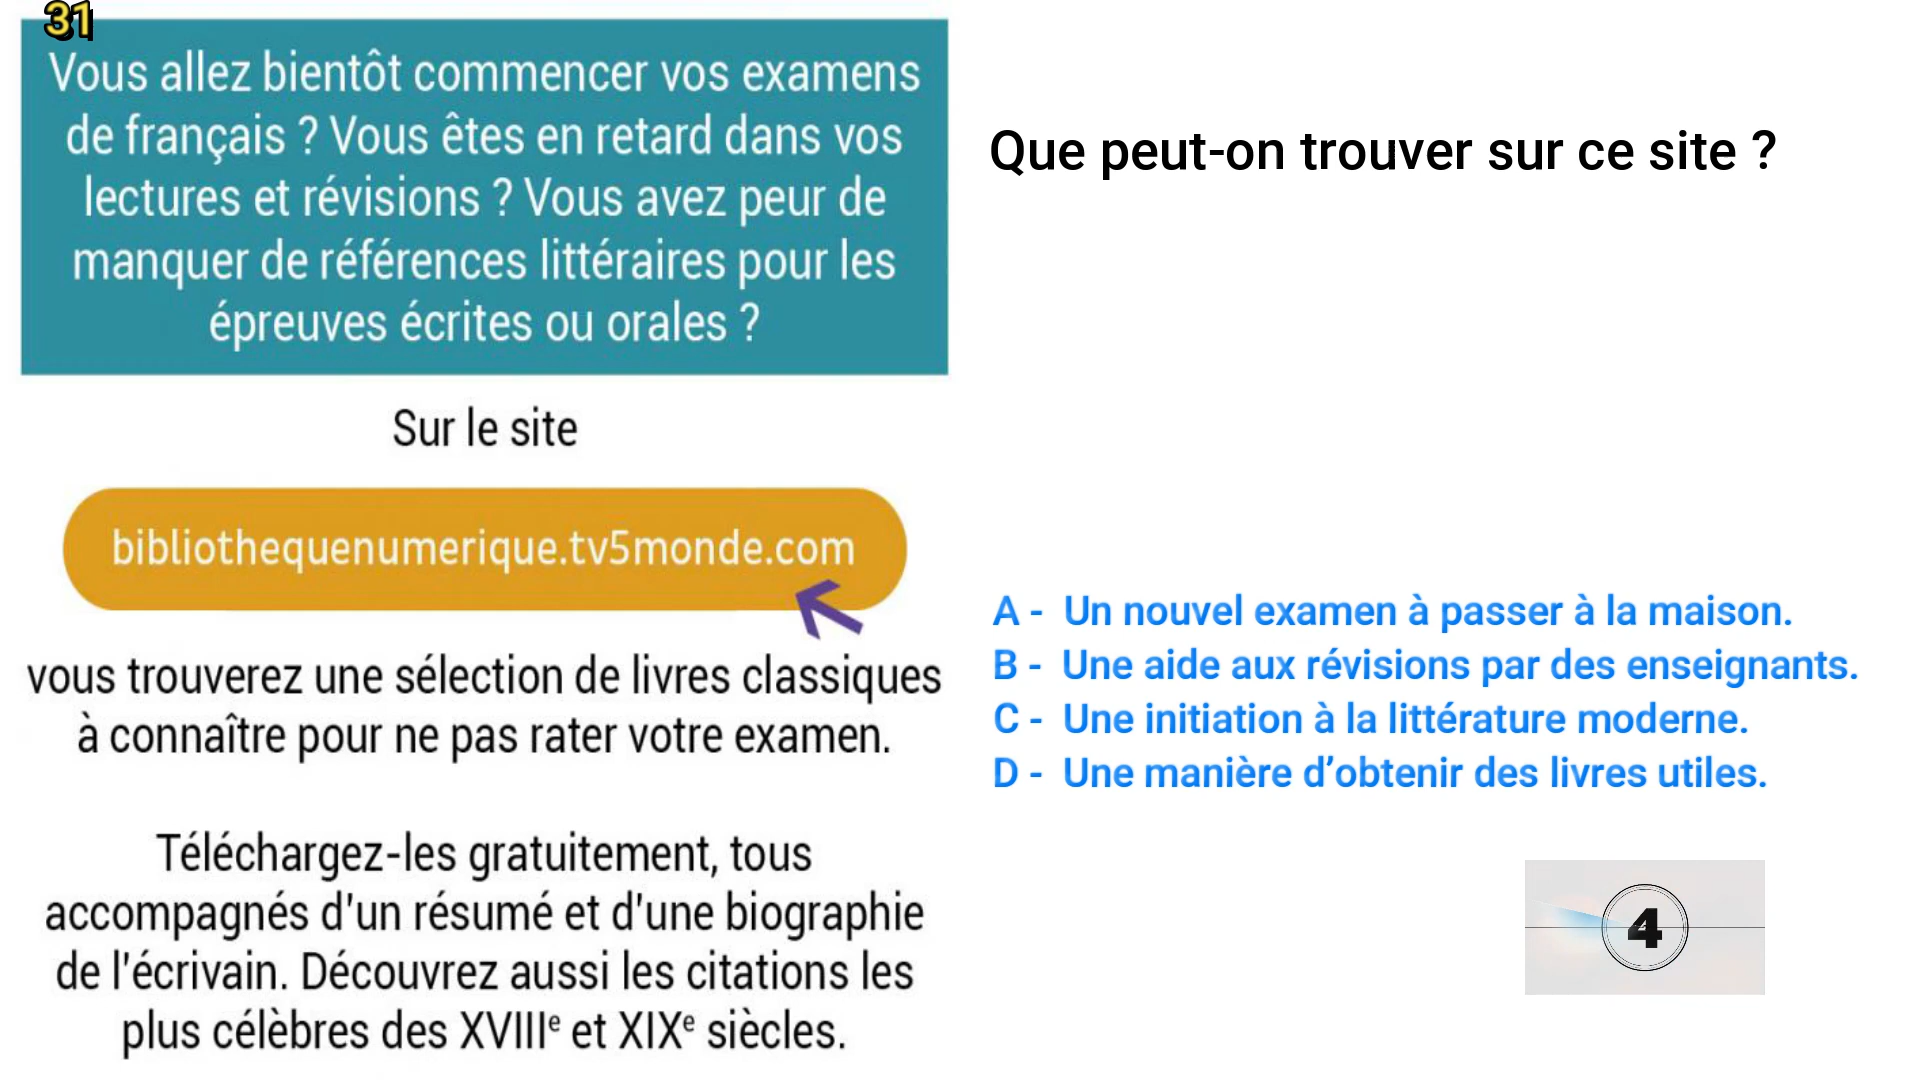 31
Vous allez bientôt commencer vos examens
de français ? Vous êtes en retard dans vos
lectures et révisions ? Vous avez peur de
manquer de références littéraires pour les
épreuves écrites ou orales ?
Sur le site
bibliothequenumerique.tv5monde.com
vous trouverez une sélection de livres classiques
à connaître pour ne pas rater votre examen.
Téléchargez-les gratuitement, tous
accompagnés d'un résumé et d'une biographie
de l'écrivain. Découvrez aussi les citations les
plus célèbres des XVIIIe et XIXe siècles.
Que peut-on trouver sur ce site ?
A - Un nouvel examen à passer à la maison.
B - Une aide aux révisions par des enseignants.
C - Une initiation à la littérature moderne.
D - Une manière d’obtenir des livres utiles.
4